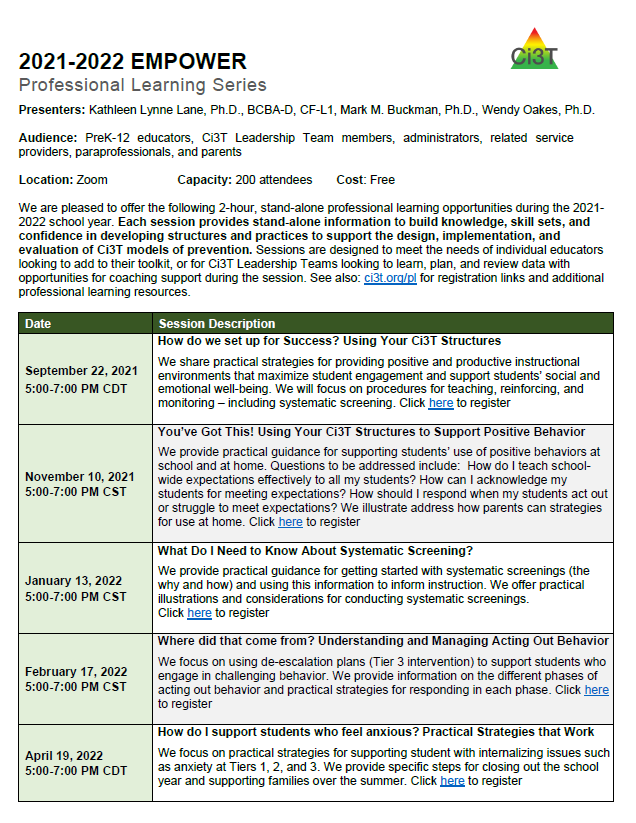 Ci3T
2021-2022 EMPOWER
Professional Learning Series
Presenters: Kathleen Lynne Lane, Ph.D., BCBA-D, CF-L1, Mark M. Buckman, Ph.D., Wendy Oakes, Ph.D.
Audience: PreK-12 educators, Ci3T Leadership Team members, administrators, related service
providers, paraprofessionals, and parents
Location: Zoom Capacity: 200 attendees Cost: Free
We are pleased to offer the following 2-hour, stand-alone professional learning opportunities during the 2021-
2022 school year. Each session provides stand-alone information to build knowledge, skill sets, and
confidence in developing structures and practices to support the design, implementation, and
evaluation of Ci3T models of prevention. Sessions are designed to meet the needs of individual educators
looking to add to their toolkit, or for Ci3T Leadership Teams looking to learn, plan, and review data with
opportunities for coaching support during the session. See also: ci3t.org/pl for registration links and additional
professional learning resources.
Date Session Description
September 22, 2021
5:00-7:00 PM CDT
How do we set up for Success? Using Your Ci3T Structures
We share practical strategies for providing positive and productive instructional
environments that maximize student engagement and support students' social and
emotional well-being. We will focus on procedures for teaching, reinforcing, and
monitoring – including systematic screening. Click here to register
November 10, 2021
5:00-7:00 PM CST
You've Got This! Using Your Ci3T Structures to Support Positive Behavior
We provide practical guidance for supporting students' use of positive behaviors at
school and at home. Questions to be addressed include: How do I teach school-
wide expectations effectively to all my students? How can I acknowledge my
students for meeting expectations? How should I respond when my students act out
or struggle to meet expectations? We illustrate address how parents can strategies
for use at home. Click here to register
January 13, 2022
5:00-7:00 PM CST
What Do I Need to Know About Systematic Screening?
We provide practical guidance for getting started with systematic screenings (the
why and how) and using this information to inform instruction. We offer practical
illustrations and considerations for conducting systematic screenings.
Click here to register
February 17, 2022
5:00-7:00 PM CST
Where did that come from? Understanding and Managing Acting Out Behavior
We focus on using de-escalation plans (Tier 3 intervention) to support students who
engage in challenging behavior. We provide information on the different phases of
acting out behavior and practical strategies for responding in each phase. Click here
to register
April 19, 2022
5:00-7:00 PM CDT
How do I support students who feel anxious? Practical Strategies that Work
We focus on practical strategies for supporting student with internalizing issues such
as anxiety at Tiers 1, 2, and 3. We provide specific steps for closing out the school
year and supporting families over the summer. Click here to register